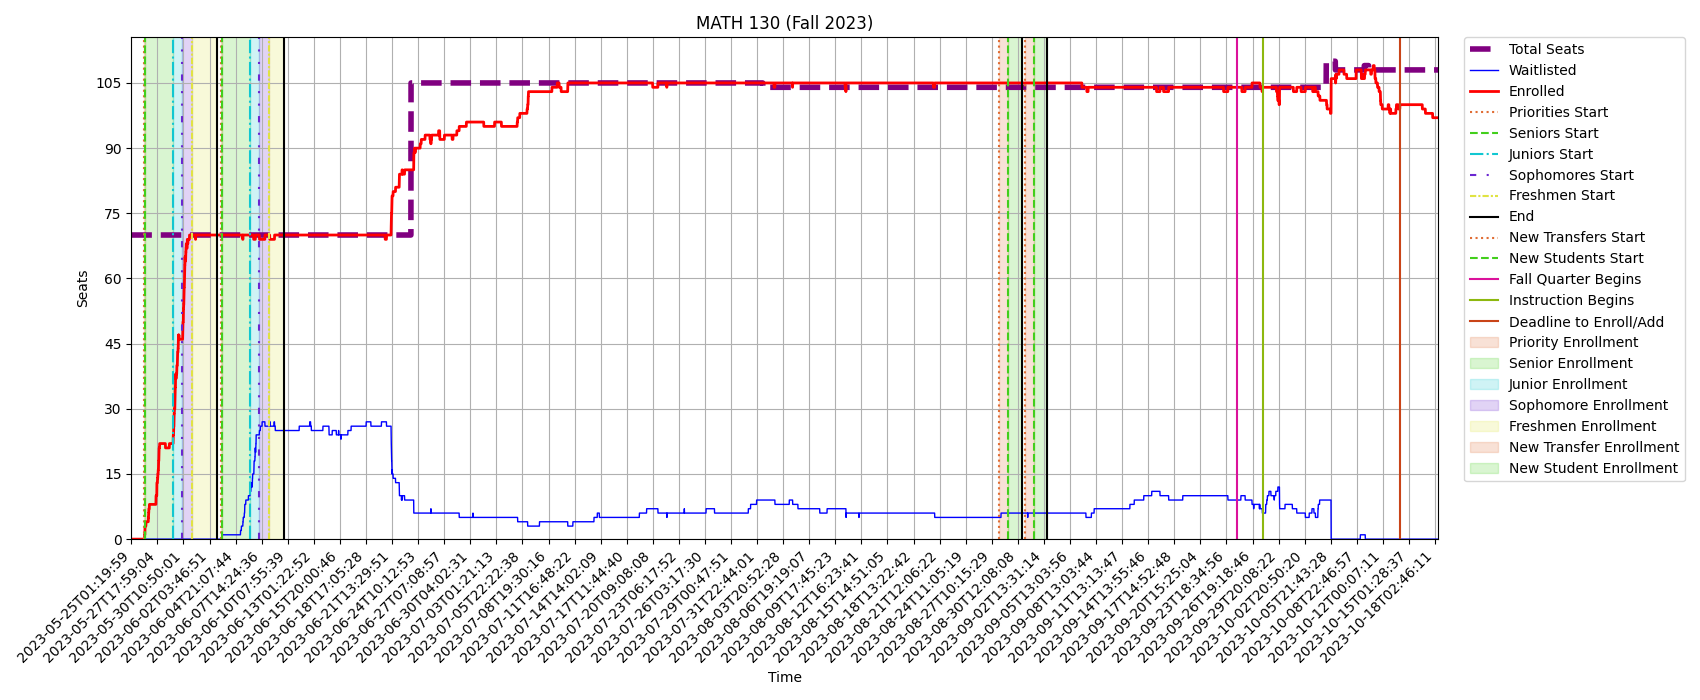 MATH 130 (Fall 2023)
Seats
105
90
75
60
45
30
15
0
2023-05-25T01:19:59
2023-05-27T17:59:04
2023-05-30T10:50:01
2023-06-02T03:46:51
2023-06-04T21:07:44
2023-06-07T14:24:36
2023-06-10T07:55:39
2023-06-13T01:22:52
2023-06-15T20:00:46
2023-06-18T17:05:28
2023-06-21T13:29:51
2023-06-24T10:12:53
2023-06-27T07:08:57
2023-06-30T04:02:31
2023-07-03T01:21:13
2023-07-05T22:22:38
2023-07-08T19:30:16
2023-07-11T16:48:22
2023-07-14T14:02:09
2023-07-17T11:44:40
2023-07-20T09:08:08
2023-07-23T06:17:52
2023-07-26T03:17:30
2023-07-29T00:47:51
2023-07-31T22:44:01
2023-08-03T20:52:28
2023-08-06T19:19:07
2023-08-09T17:45:23
2023-08-12T16:23:41
2023-08-15T14:51:05
2023-08-18T13:22:42
2023-08-21T12:06:22
2023-08-24T11:05:19
2023-08-27T10:15:29
2023-08-30T12:08:08
2023-09-02T13:31:14
2023-09-05T13:03:56
2023-09-08T13:03:44
2023-09-11T13:13:47
2023-09-14T13:55:46
2023-09-17T14:52:48
2023-09-20T15:25:04
2023-09-23T18:34:56
2023-09-26T19:18:46
2023-09-29T20:08:22
2023-10-02T20:50:20
2023-10-05T21:43:28
2023-10-08T22:46:57
2023-10-12T00:07:11
2023-10-15T01:28:37
2023-10-18T02:46:11
Time
Total Seats
Waitlisted
Enrolled
Priorities Start
Seniors Start
Juniors Start
Sophomores Start
Freshmen Start
End
New Transfers Start
New Students Start
Fall Quarter Begins
Instruction Begins
Deadline to Enroll/Add
Priority Enrollment
Senior Enrollment
Junior Enrollment
Sophomore Enrollment
Freshmen Enrollment
New Transfer Enrollment
New Student Enrollment